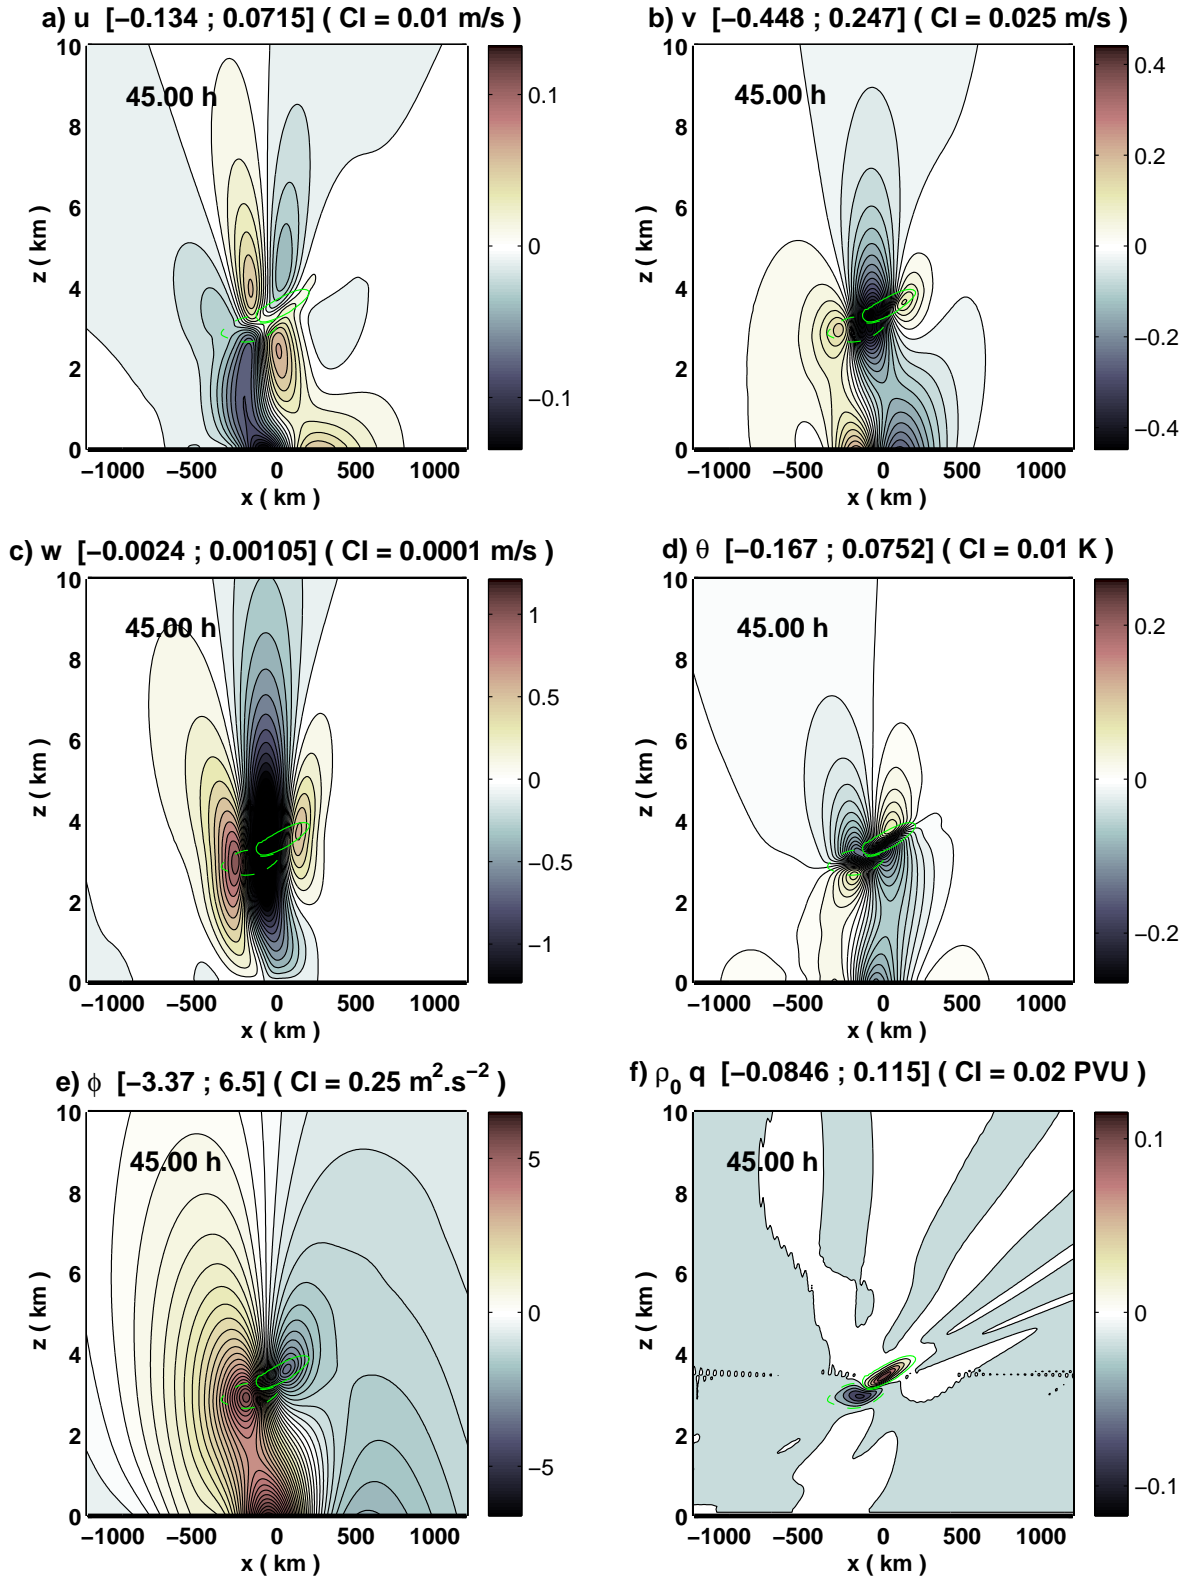 a) u [−0.134 ; 0.0715] ( CI = 0.01 m/s )
b) v [−0.448 ; 0.247] ( CI = 0.025 m/s )
10
8
6
4
2
0
z ( km )
45.00 h
−1000 −500 0 500 1000
x ( km )
0.1
0
−0.1
10
8
6
4
2
0
z ( km )
45.00 h
−1000 −500 0 500 1000
x ( km )
0.4
0.2
0
−0.2
−0.4
c) w [−0.0024 ; 0.00105] ( CI = 0.0001 m/s )
d) θ [−0.167 ; 0.0752] ( CI = 0.01 K )
10
8
6
4
2
0
z ( km )
45.00 h
−1000 −500 0 500 1000
x ( km )
1
0.5
0
−0.5
−1
10
8
6
4
2
0
z ( km )
45.00 h
−1000 −500 0 500 1000
x ( km )
0.2
0
−0.2
e) ϕ [−3.37 ; 6.5] ( CI = 0.25 m².s⁻² )
f) ρ₀ q [−0.0846 ; 0.115] ( CI = 0.02 PVU )
10
8
6
4
2
0
z ( km )
45.00 h
−1000 −500 0 500 1000
x ( km )
5
0
−5
10
8
6
4
2
0
z ( km )
45.00 h
−1000 −500 0 500 1000
x ( km )
0.1
0
−0.1